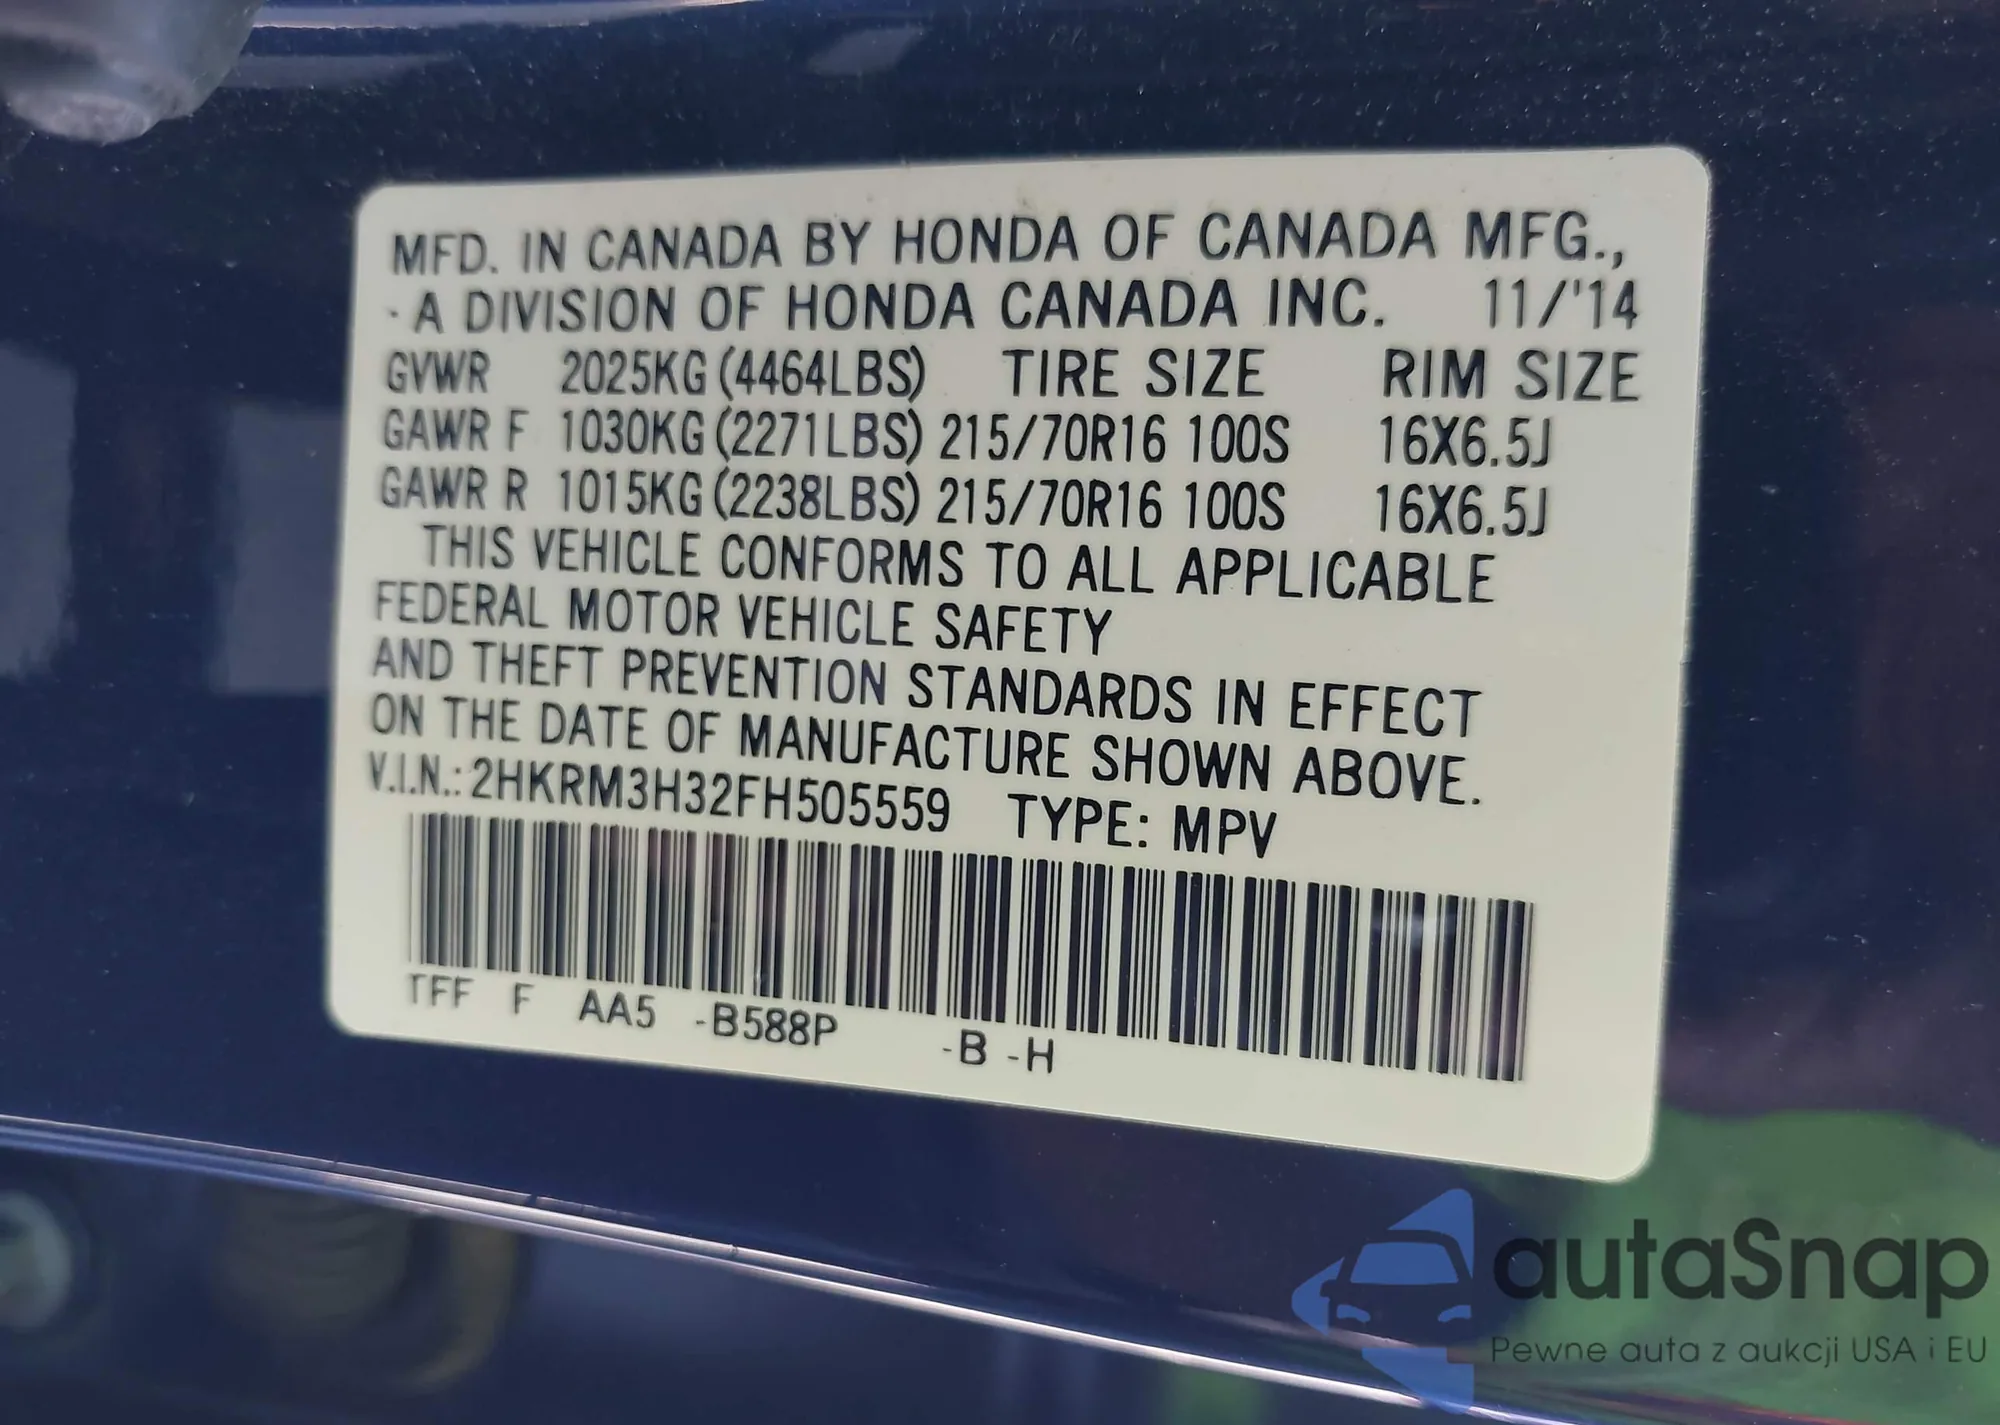 MFD. IN CANADA BY HONDA OF CANADA MFG.,
- A DIVISION OF HONDA CANADA INC. 11/'14
GVWR 2025KG (4464LBS) TIRE SIZE RIM SIZE
GAWR F 1030KG (2271LBS) 215/70R16 100S 16X6.5J
GAWR R 1015KG (2238LBS) 215/70R16 100S 16X6.5J
THIS VEHICLE CONFORMS TO ALL APPLICABLE
FEDERAL MOTOR VEHICLE SAFETY
AND THEFT PREVENTION STANDARDS IN EFFECT
ON THE DATE OF MANUFACTURE SHOWN ABOVE.
V.I.N.: 2HKRM3H32FH505559 TYPE: MPV
TFF F AA5 -B588P -B -H
autaSnap
Pewne auta z aukcji USA i EU